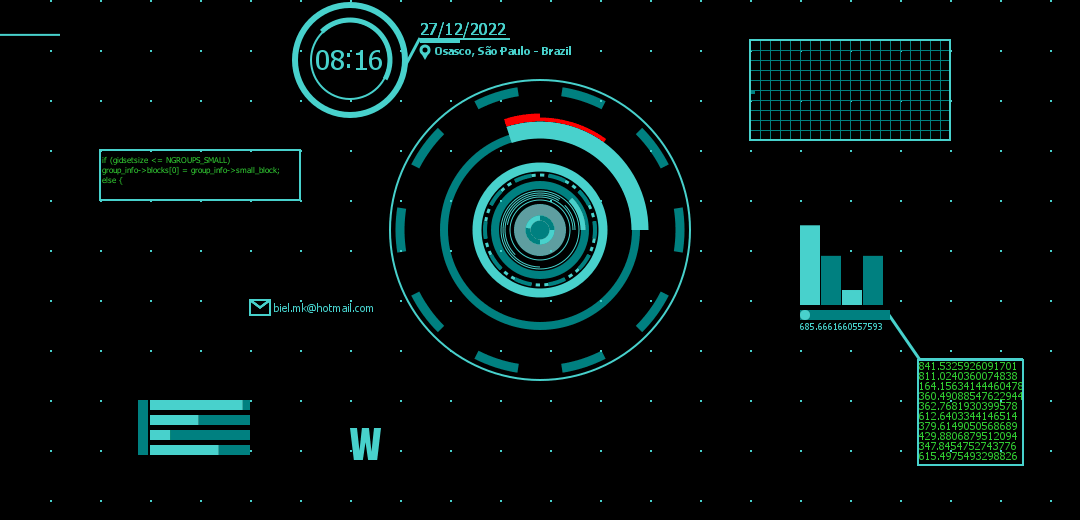 27/12/2022
08:16
Osasco, São Paulo - Brazil
if (gidsetsize <= NGROUPS_SMALL)
group_info->blocks[0] = group_info->small_block;
else {
biel.mk@hotmail.com
685.6661660557593
841.5325926091701
811.0240360074838
164.15634144460478
360.49088547622944
362.7681930399578
612.6403344146514
379.6149050568689
429.8806879512094
347.8454752743776
615.4975493298826
W